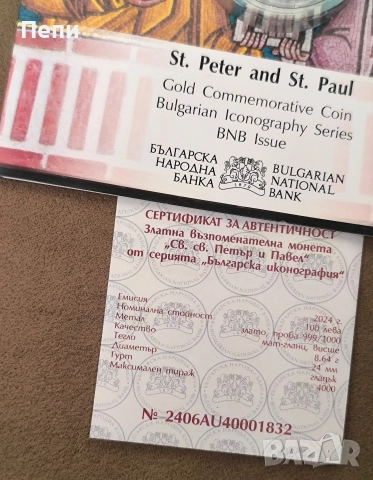 Пепи
St. Peter and St. Paul
Gold Commemorative Coin
Bulgarian Iconography Series
BNB Issue
БЪЛГАРСКА НАРОДНА БАНКА
BULGARIAN NATIONAL BANK
СЕРТИФИКАТ ЗА АВТЕНТИЧНОСТ
Златна възпоменателна монета
„Св. св. Петър и Павел"
от серията „Българска иконография"
Емисия 2024 г.
Номинална стойност 100 лева
Метал злато, проба 999/1000
Качество мат-гланц, висше
Тегло 8.64 г
Диаметър 24 мм
Гурт гладък
Максимален тираж 4000
№ 2406AU40001832
bazar.bg